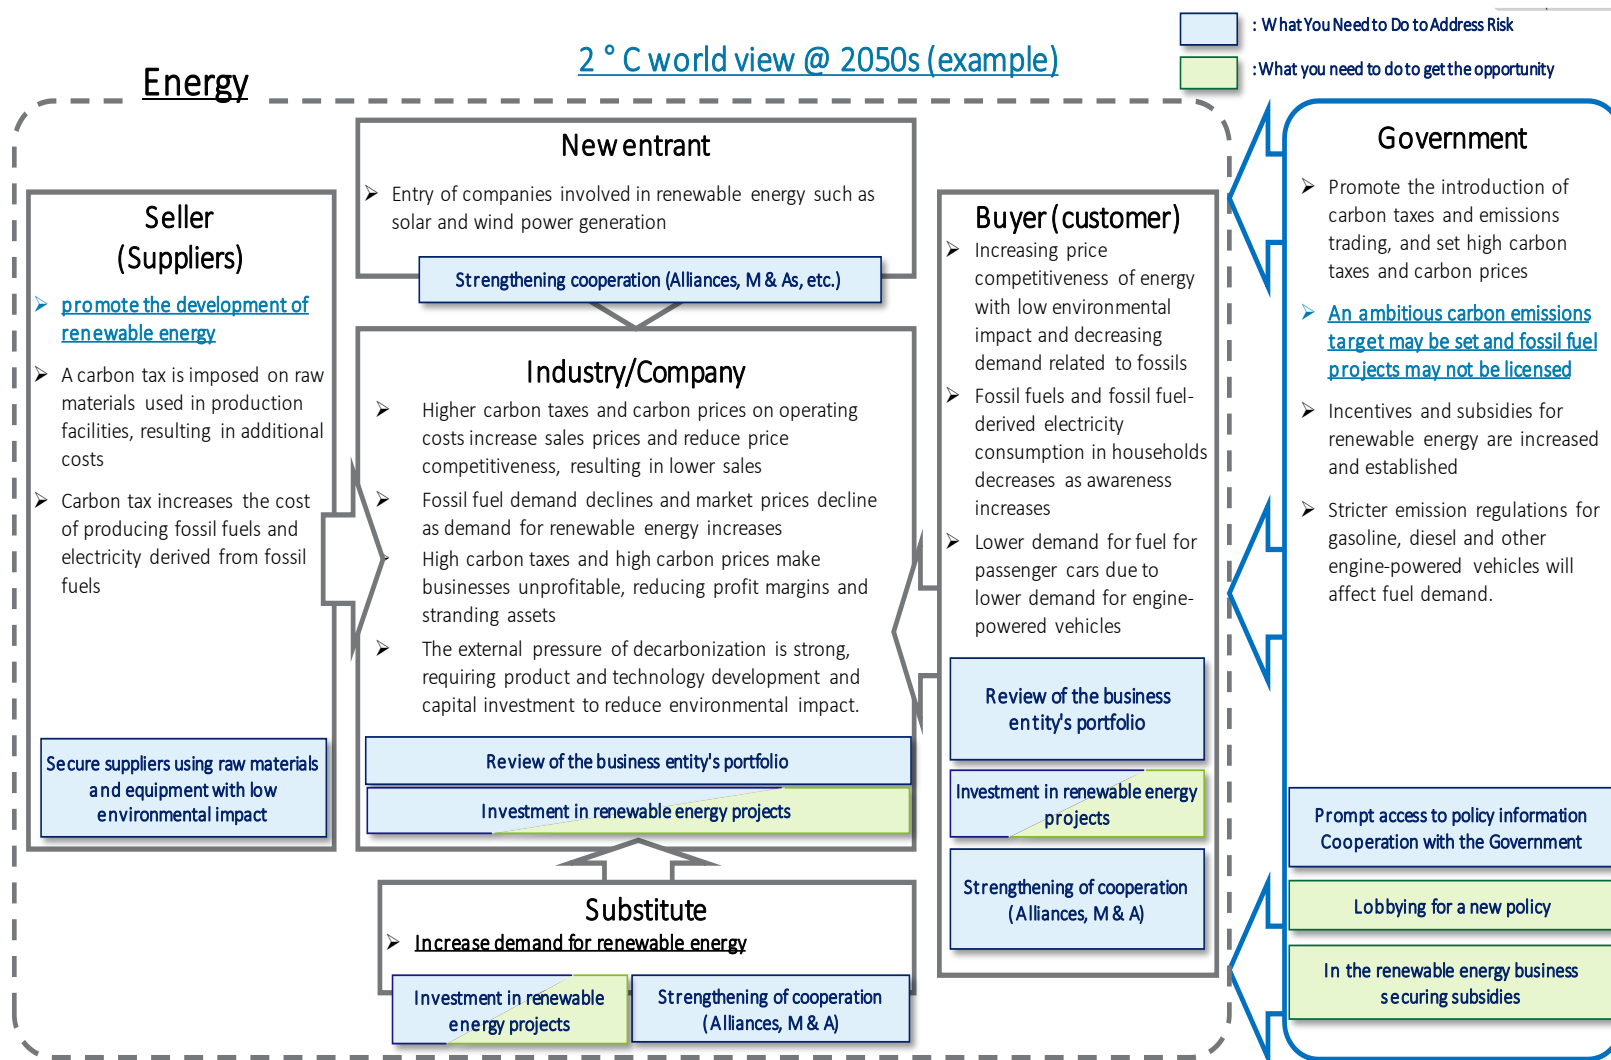 : What You Need to Do to Address Risk
: What you need to do to get the opportunity
2 ° C world view @ 2050s (example)
Energy
New entrant
Entry of companies involved in renewable energy such as
solar and wind power generation
Strengthening cooperation (Alliances, M & As, etc.)
Seller
(Suppliers)
promote the development of
renewable energy
A carbon tax is imposed on raw
materials used in production
facilities, resulting in additional
costs
Carbon tax increases the cost
of producing fossil fuels and
electricity derived from fossil
fuels
Secure suppliers using raw materials
and equipment with low
environmental impact
Industry/Company
Higher carbon taxes and carbon prices on operating
costs increase sales prices and reduce price
competitiveness, resulting in lower sales
Fossil fuel demand declines and market prices decline
as demand for renewable energy increases
High carbon taxes and high carbon prices make
businesses unprofitable, reducing profit margins and
stranding assets
The external pressure of decarbonization is strong,
requiring product and technology development and
capital investment to reduce environmental impact.
Review of the business entity's portfolio
Investment in renewable energy projects
Substitute
Increase demand for renewable energy
Investment in renewable
energy projects
Strengthening of cooperation
(Alliances, M & A)
Buyer (customer)
Increasing price
competitiveness of energy
with low environmental
impact and decreasing
demand related to fossils
Fossil fuels and fossil fuel-
derived electricity
consumption in households
decreases as awareness
increases
Lower demand for fuel for
passenger cars due to
lower demand for engine-
powered vehicles
Review of the business
entity's portfolio
Investment in renewable energy
projects
Strengthening of cooperation
(Alliances, M & A)
Government
Promote the introduction of
carbon taxes and emissions
trading, and set high carbon
taxes and carbon prices
An ambitious carbon emissions
target may be set and fossil fuel
projects may not be licensed
Incentives and subsidies for
renewable energy are increased
and established
Stricter emission regulations for
gasoline, diesel and other
engine-powered vehicles will
affect fuel demand.
Prompt access to policy information
Cooperation with the Government
Lobbying for a new policy
In the renewable energy business
securing subsidies